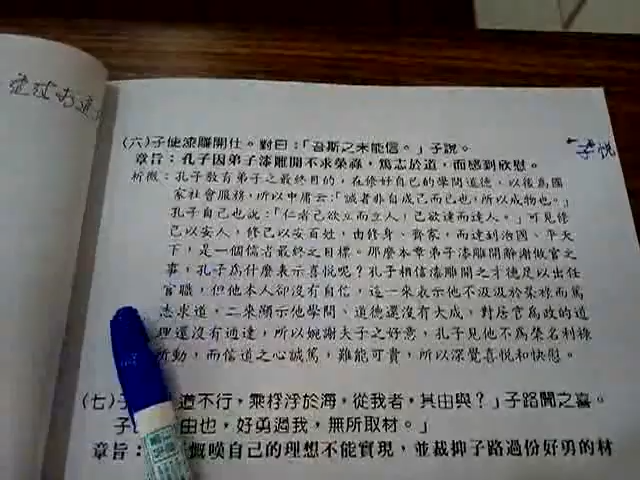 (六)子使漆雕開仕。對曰：「吾斯之未能信。」子說。
章旨：孔子因弟子漆雕開不求榮祿，篤志於道，而感到欣慰。
析微：孔子教育弟子之最終目的，在修好自己的學問道德，以後為國
家社會服務，所以中庸云：「誠者非自成己而已也，所以成物也。」
孔子自己也說：「仁者己欲立而立人，己欲達而達人。」可見修
己以安人，修己以安百姓，由修身、齊家，而達到治國、平天
下，是一個儒者最終之目標。那麼本章弟子漆雕開辭謝做官之
事，孔子為什麼表示喜悅呢？孔子相信漆雕開之才德足以出任
官職，但他本人卻沒有自信，這一來表示他不汲汲於榮祿而篤
志求道，二來顯示他學問、道德還沒有大成，對居官為政的道
理還沒有通達，所以婉謝夫子之好意，孔子見他不為榮名利祿
所動，而信道之心誠篤，難能可貴，所以深覺喜悅和快慰。
(七)子 道不行，乘桴浮於海，從我者，其由與？」子路聞之喜。
子 由也，好勇過我，無所取材。」
章旨： 慨嘆自己的理想不能實現，並裁抑子路過份好勇的材
悅